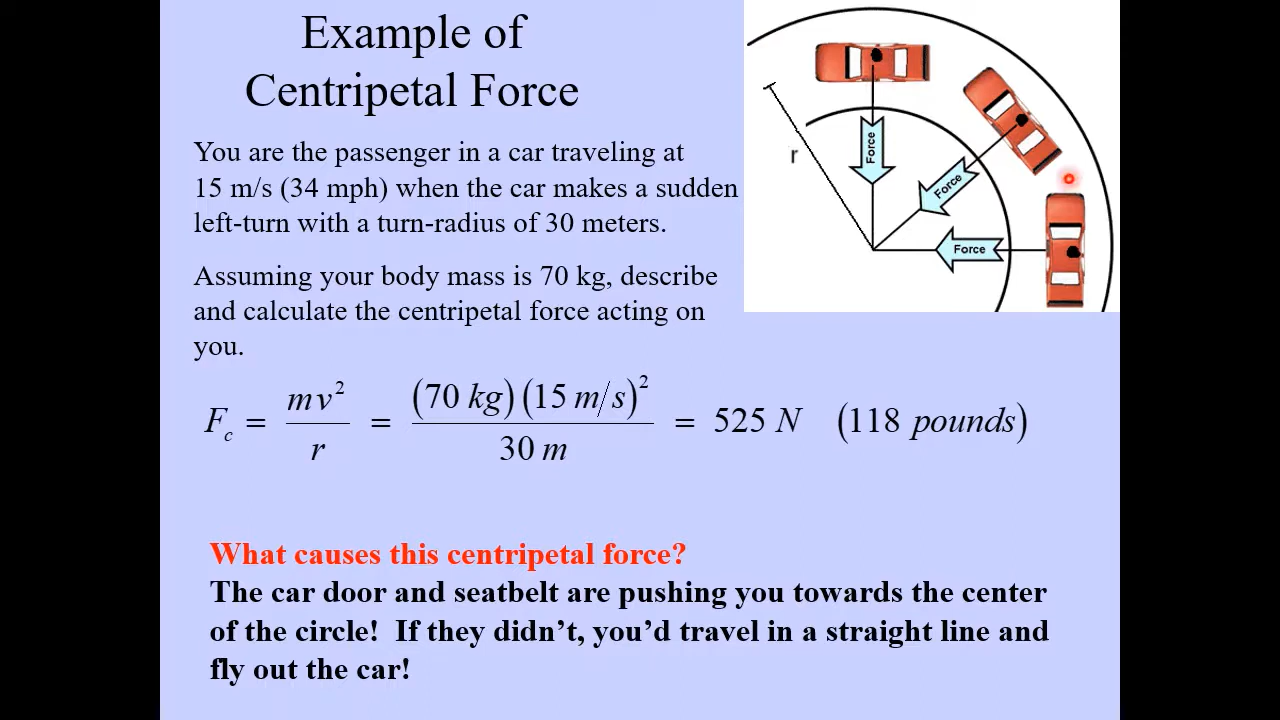 Example of
Centripetal Force
You are the passenger in a car traveling at
15 m/s (34 mph) when the car makes a sudden
left-turn with a turn-radius of 30 meters.
Assuming your body mass is 70 kg, describe
and calculate the centripetal force acting on
you.
r
Force
Force
Force
F_c = mv²/r = (70 kg)(15 m/s)²/30 m = 525 N (118 pounds)
What causes this centripetal force?
The car door and seatbelt are pushing you towards the center
of the circle! If they didn't, you'd travel in a straight line and
fly out the car!